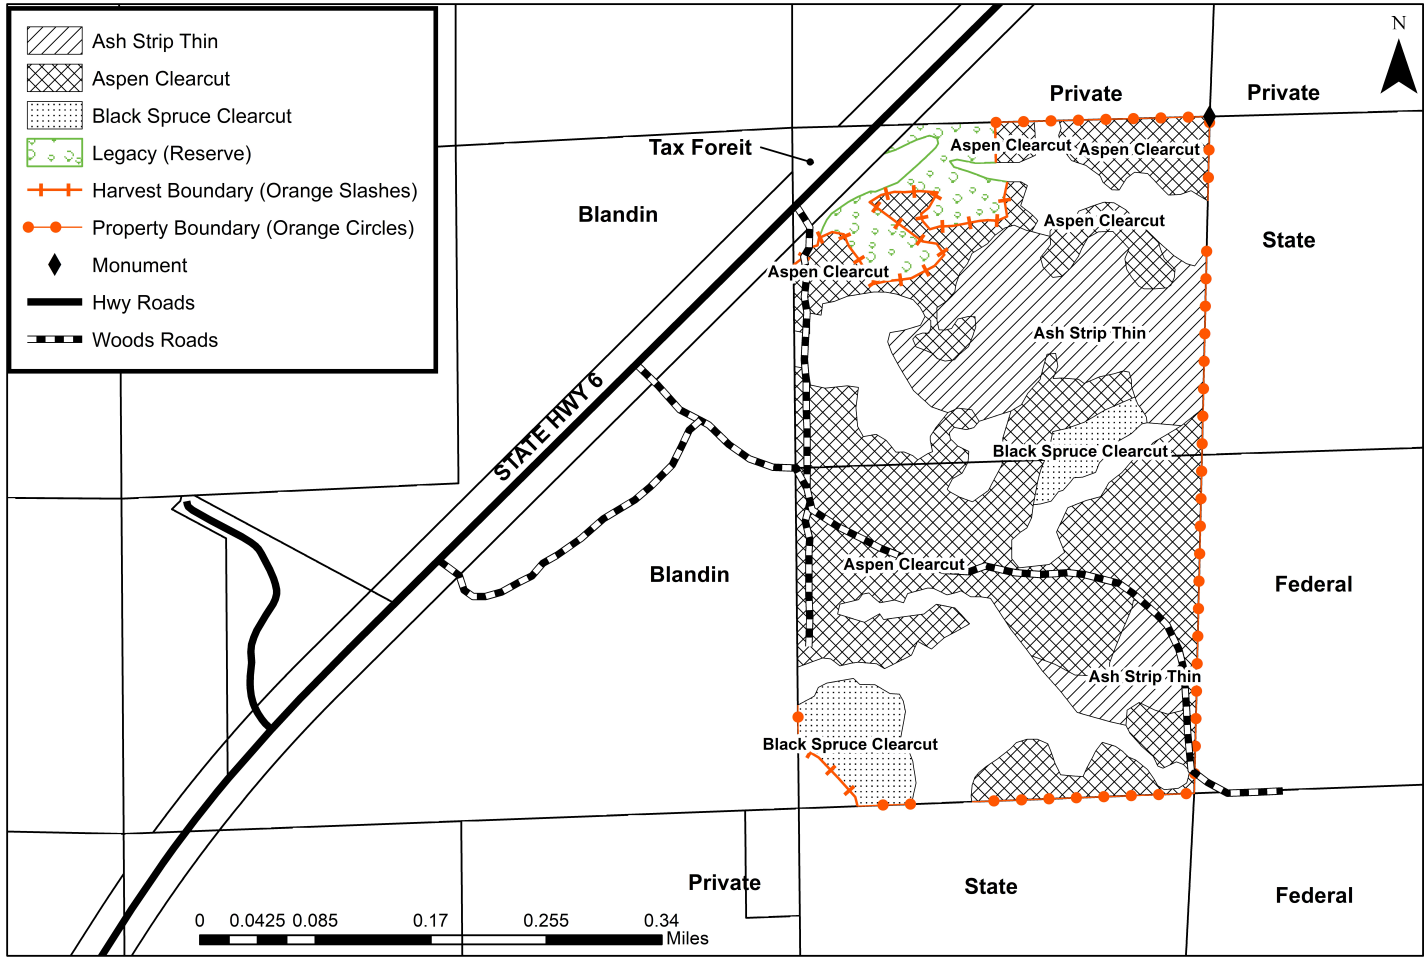 Ash Strip Thin
Aspen Clearcut
Black Spruce Clearcut
Legacy (Reserve)
Harvest Boundary (Orange Slashes)
Property Boundary (Orange Circles)
Monument
Hwy Roads
Woods Roads
N
Private
Private
Tax Foreit
Aspen Clearcut
Aspen Clearcut
Blandin
Aspen Clearcut
State
Aspen Clearcut
Ash Strip Thin
STATE HWY 6
Black Spruce Clearcut
Aspen Clearcut
Blandin
Federal
Ash Strip Thin
Black Spruce Clearcut
Private
State
Federal
0 0.0425 0.085 0.17 0.255 0.34
Miles